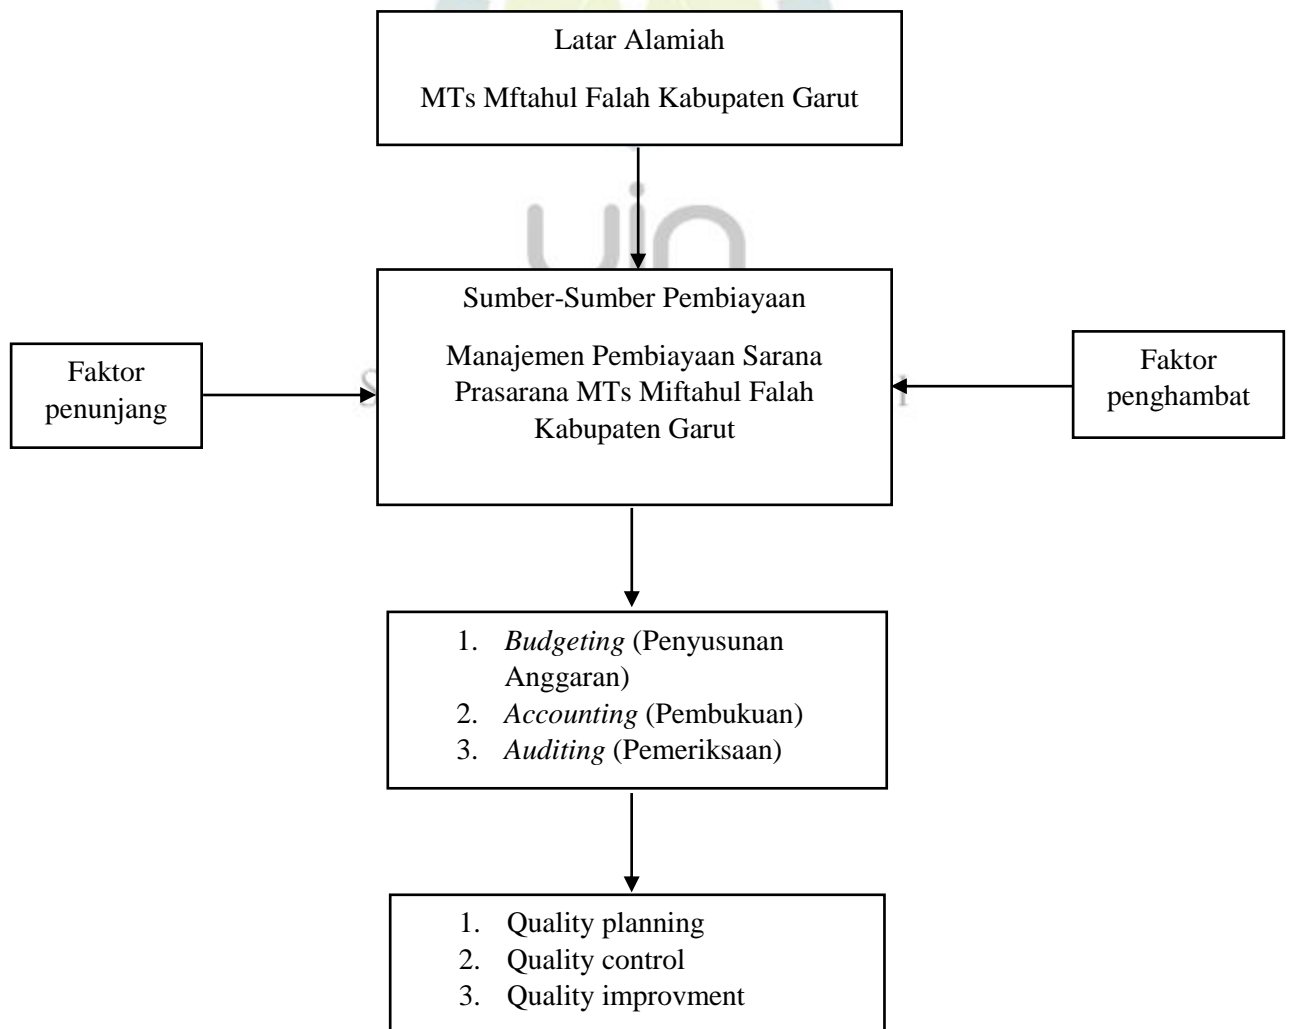 Latar Alamiah
MTs Mftahul Falah Kabupaten Garut
uin
Sumber-Sumber Pembiayaan
Manajemen Pembiayaan Sarana
Prasarana MTs Miftahul Falah
Kabupaten Garut
Faktor
penunjang
Faktor
penghambat
1. Budgeting (Penyusunan
Anggaran)
2. Accounting (Pembukuan)
3. Auditing (Pemeriksaan)
1. Quality planning
2. Quality control
3. Quality improvment